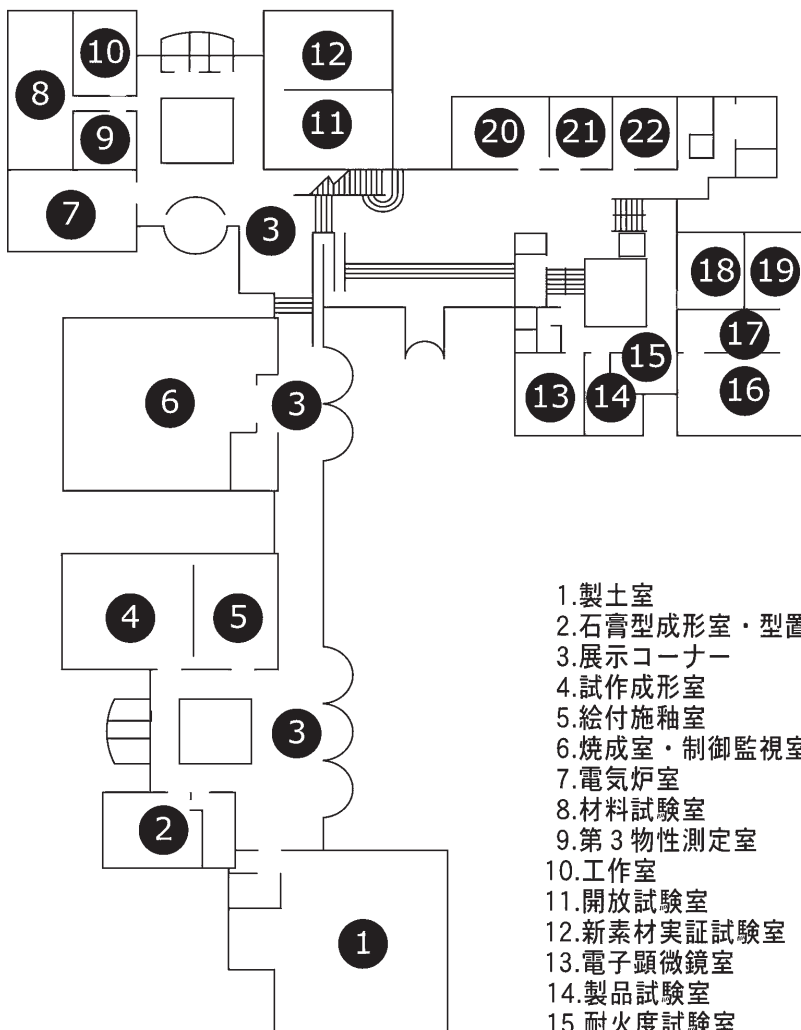 10
12
8
11
9
20
21
22
7
3
18
19
17
15
6
3
13
14
16
4
5
3
2
1
1.製土室
2.石膏型成形室・型置
3.展示コーナー
4.試作成形室
5.絵付施釉室
6.焼成室・制御監視室
7.電気炉室
8.材料試験室
9.第3物性測定室
10.工作室
11.開放試験室
12.新素材実証試験室
13.電子顕微鏡室
14.製品試験室
15.耐火度試験室